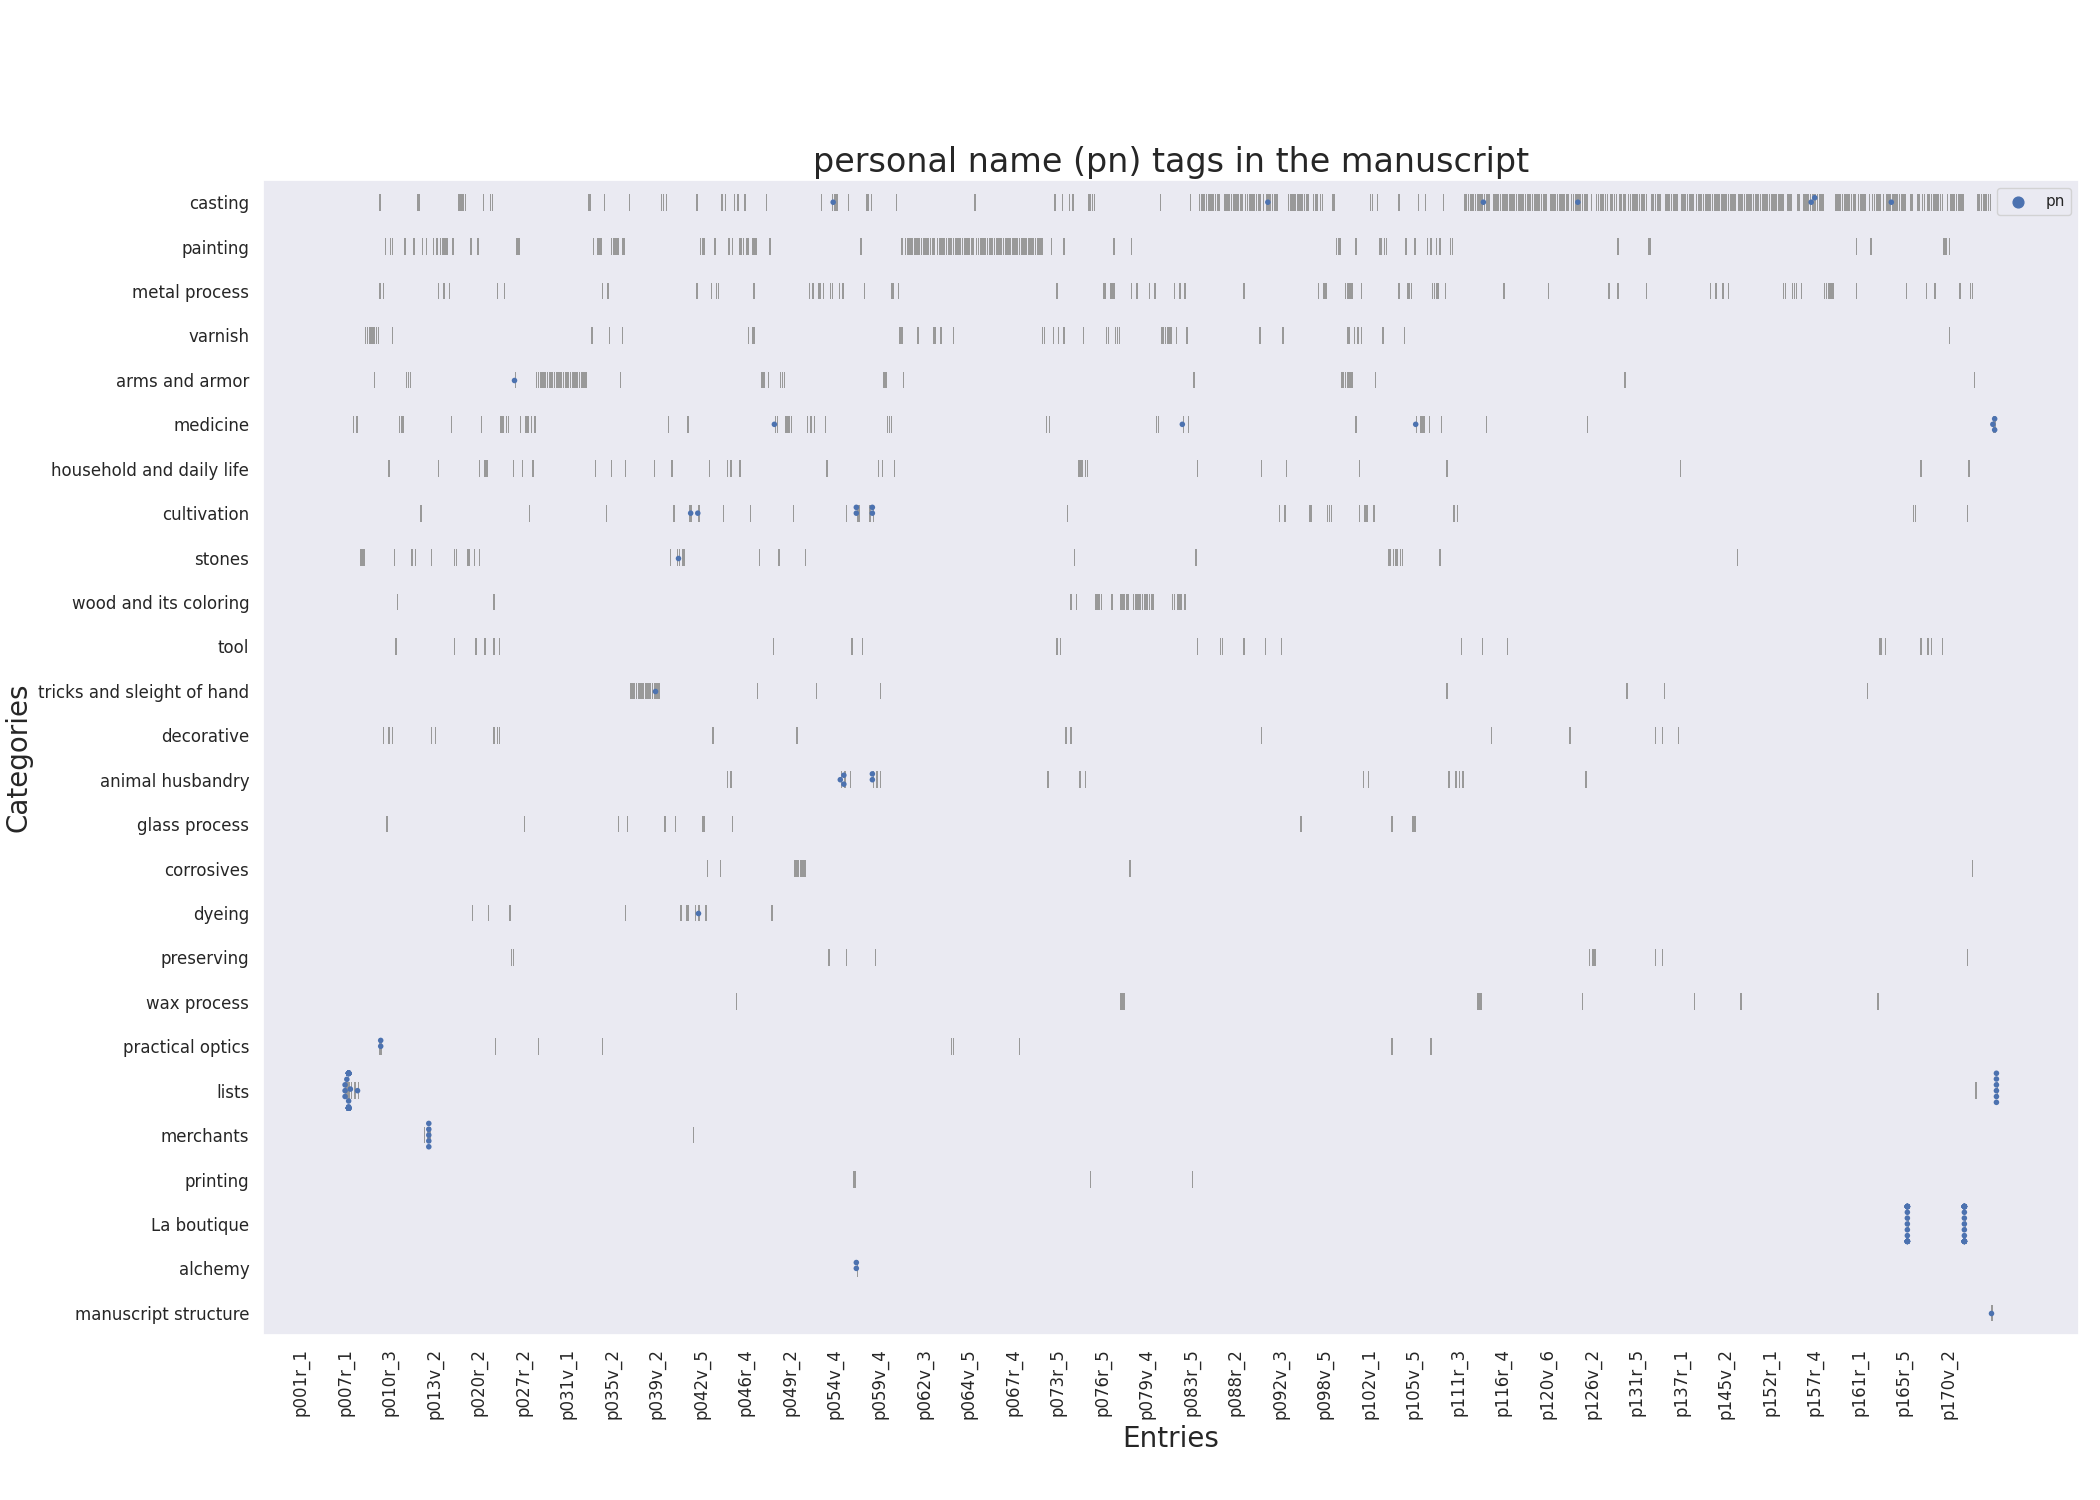 personal name (pn) tags in the manuscript
casting
pn
painting
metal process
varnish
arms and armor
medicine
household and daily life
cultivation
stones
wood and its coloring
tool
tricks and sleight of hand
decorative
animal husbandry
glass process
corrosives
dyeing
preserving
wax process
practical optics
lists
merchants
printing
La boutique
alchemy
manuscript structure
Categories
p001r_1
p007r_1
p010r_3
p013v_2
p020r_2
p027r_2
p031v_1
p035v_2
p039v_2
p042v_5
p046r_4
p049r_2
p054v_4
p059v_4
p062v_3
p064v_5
p067r_4
p073r_5
p076r_5
p079v_4
p083r_5
p088r_2
p092v_3
p098v_5
p102v_1
p105v_5
p111r_3
p116r_4
p120v_6
p126v_2
p131r_5
p137r_1
p145v_2
p152r_1
p157r_4
p161r_1
p165r_5
p170v_2
Entries